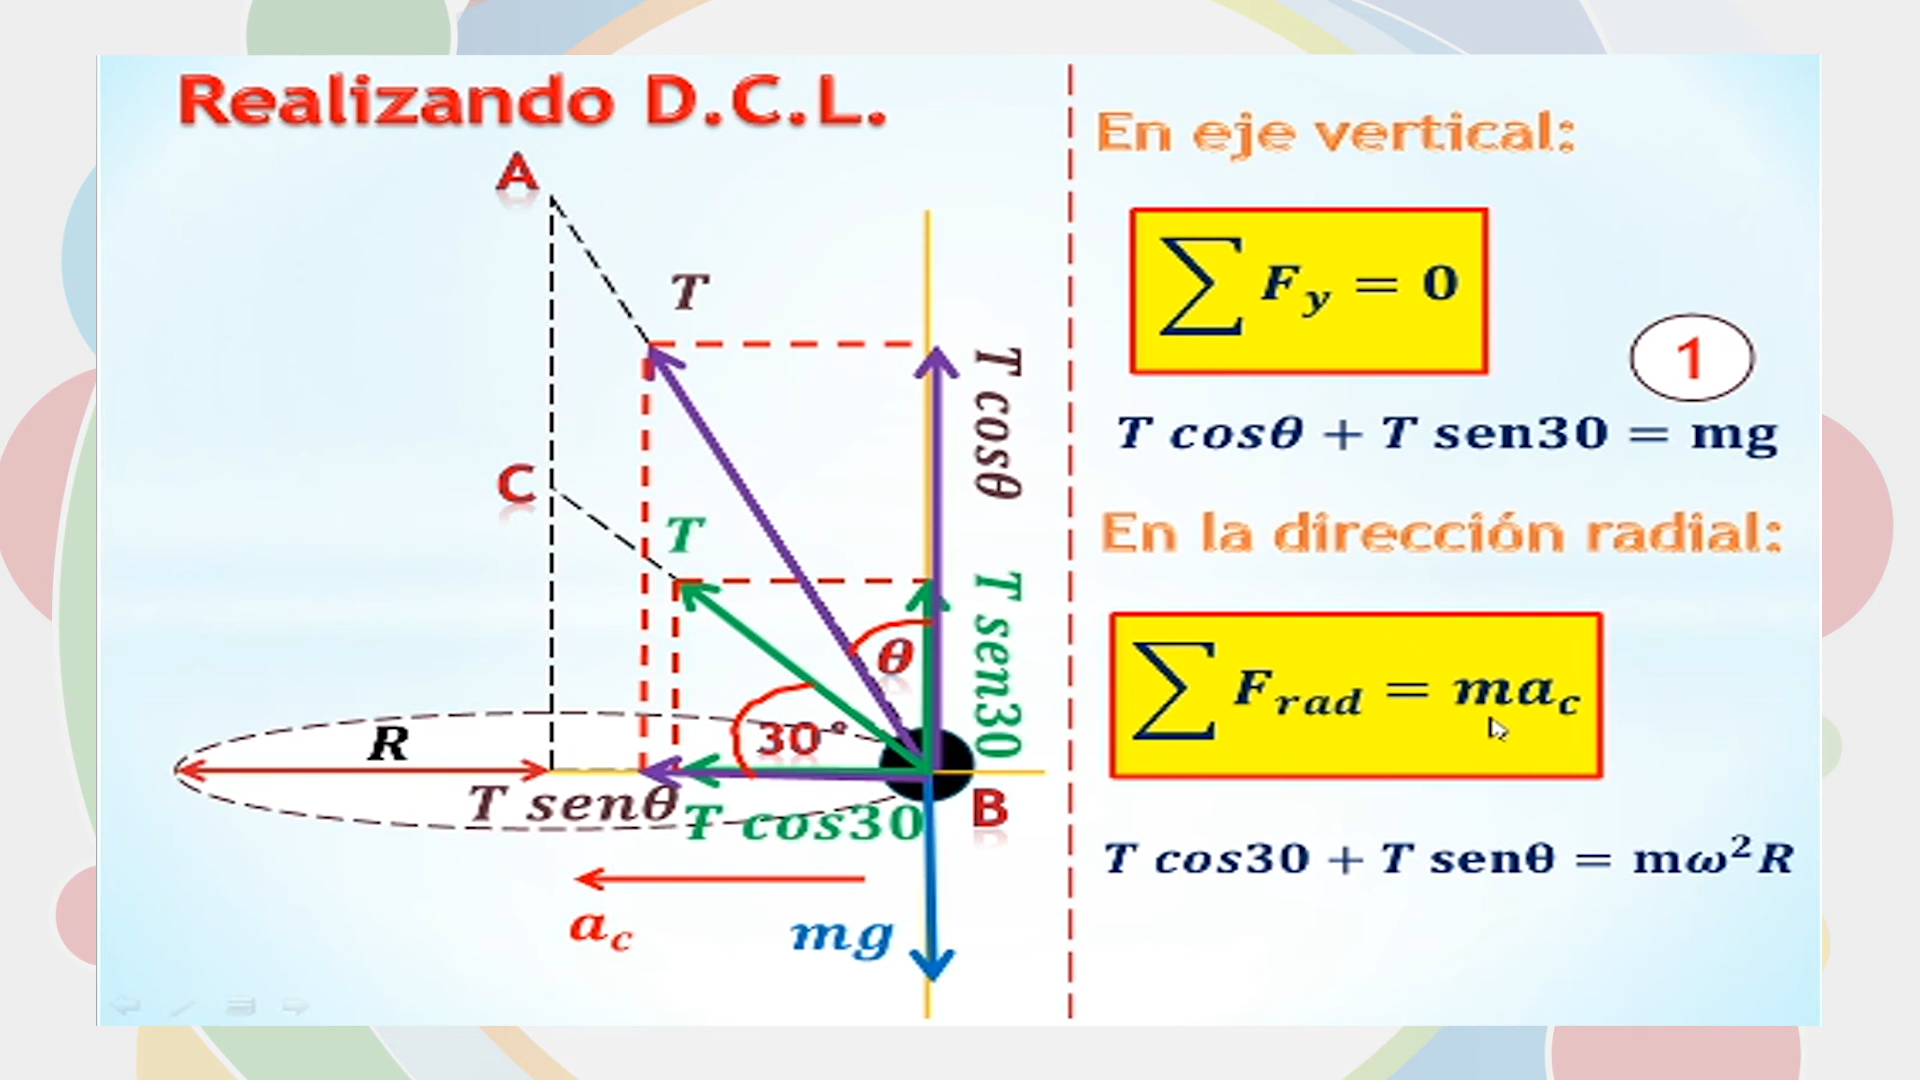 Realizando D.C.L.
A
T
T cosθ
C
T
T sen30
θ
30°
R
T senθ
T cos30
B
a_c
mg
En eje vertical:
∑ F_y = 0
1
T cosθ + T sen30 = mg
En la dirección radial:
∑ F_rad = ma_c
T cos30 + T senθ = mω²R